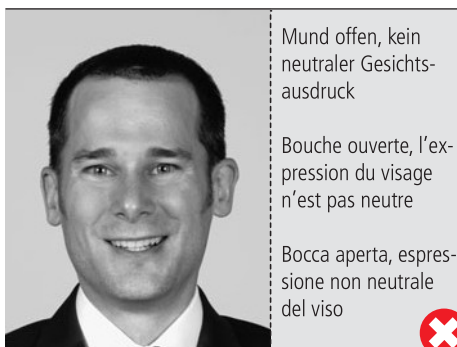 Mund offen, kein
neutraler Gesichts-
ausdruck
Bouche ouverte, l'ex-
pression du visage
n'est pas neutre
Bocca aperta, espres-
sione non neutrale
del viso